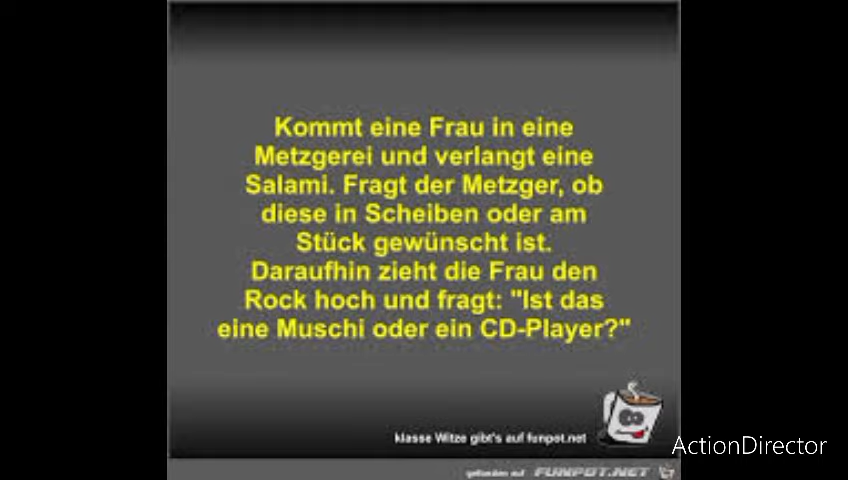 Kommt eine Frau in eine
Metzgerei und verlangt eine
Salami. Fragt der Metzger, ob
diese in Scheiben oder am
Stück gewünscht ist.
Daraufhin zieht die Frau den
Rock hoch und fragt: "Ist das
eine Muschi oder ein CD-Player?"
klasse Witze gibt's auf funpot.net
gefunden auf FUNPOT.NET
ActionDirector